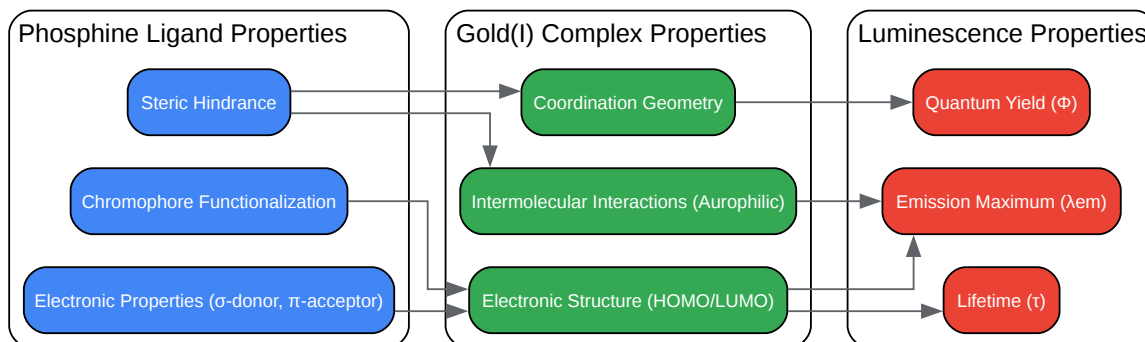 Phosphine Ligand Properties
Steric Hindrance
Chromophore Functionalization
Electronic Properties (σ-donor, π-acceptor)
Gold(I) Complex Properties
Coordination Geometry
Intermolecular Interactions (Aurophilic)
Electronic Structure (HOMO/LUMO)
Luminescence Properties
Quantum Yield (Φ)
Emission Maximum (λem)
Lifetime (τ)